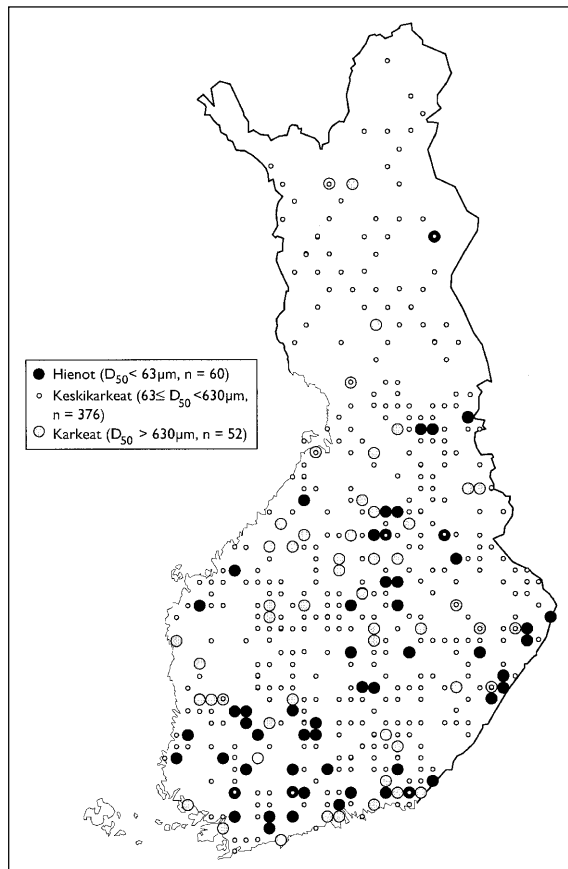 Hienot (D50< 63µm, n = 60)
Keskikarkeat (63≤ D50 <630µm,
n = 376)
Karkeat (D50 > 630µm, n = 52)